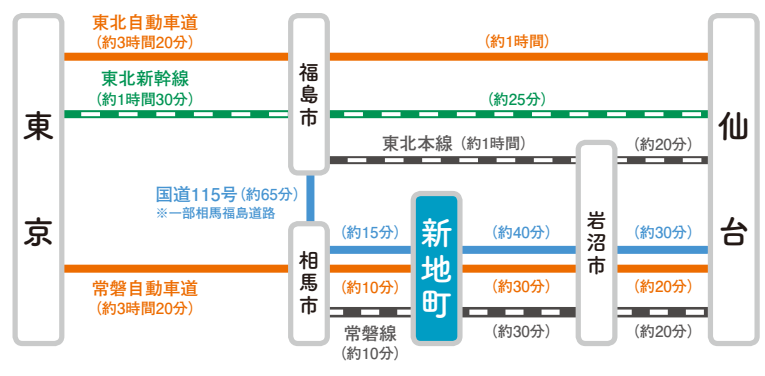 東北自動車道
(約3時間20分)
(約1時間)
東北新幹線
(約1時間30分)
(約25分)
東京
福島市
仙台
東北本線 (約1時間)
(約20分)
国道115号(約65分)
※一部相馬福島道路
相馬市
新地町
岩沼市
(約15分)
(約40分)
(約30分)
常磐自動車道
(約3時間20分)
(約10分)
(約30分)
(約20分)
常磐線
(約10分)
(約30分)
(約20分)